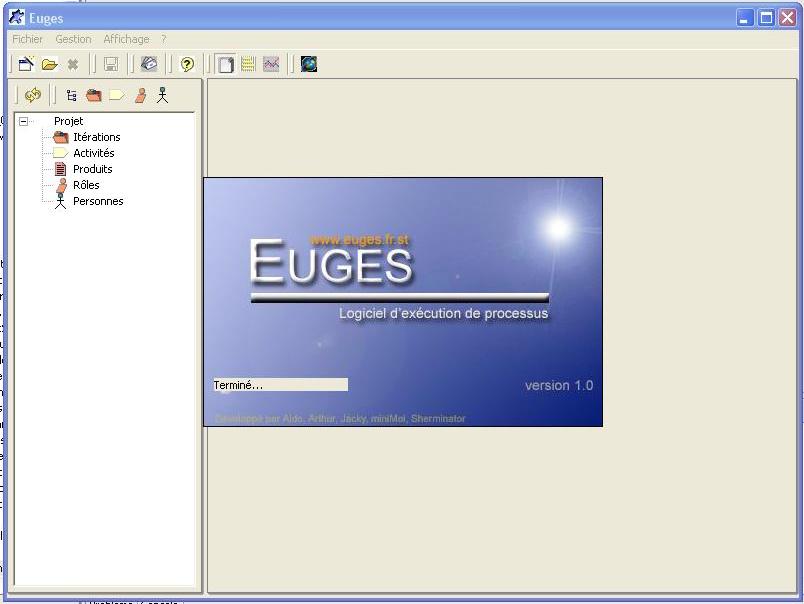 Euges
Fichier Gestion Affichage ?
Projet
Itérations
Activités
Produits
Rôles
Personnes
www.euges.fr.st
EUGES
Logiciel d'exécution de processus
Terminé...
version 1.0
Développé par Aldo, Arthur, Jacky, miniMoi, Sherminator